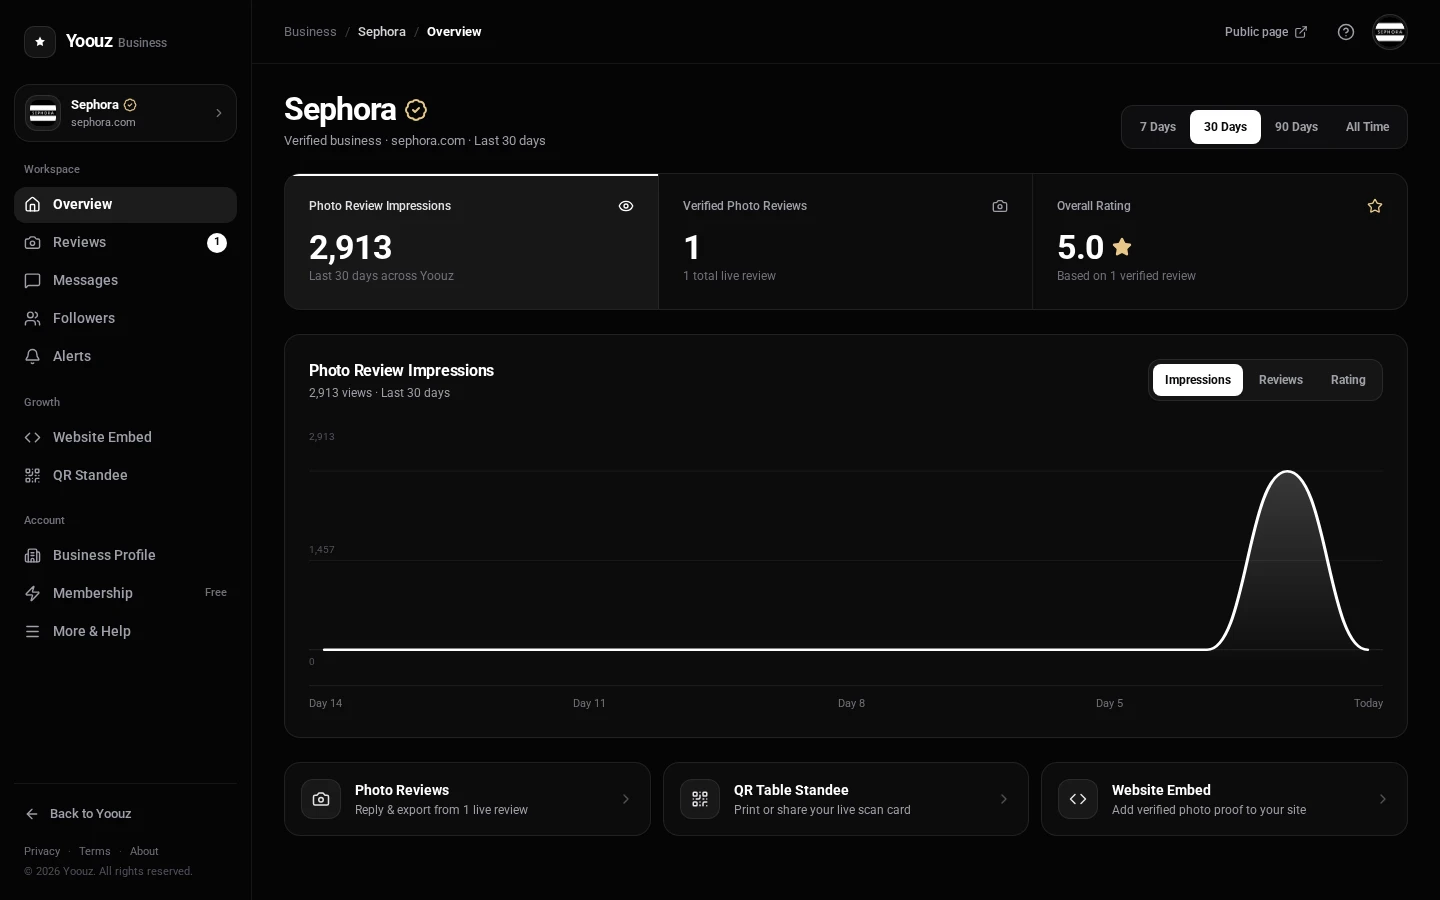 Yoouz Business
Sephora
sephora.com
Workspace
Overview
Reviews 1
Messages
Followers
Alerts
Growth
Website Embed
QR Standee
Account
Business Profile
Membership Free
More & Help
Back to Yoouz
Privacy · Terms · About
© 2026 Yoouz. All rights reserved.
Business / Sephora / Overview
Public page
SEPHORA
Sephora
Verified business · sephora.com · Last 30 days
7 Days 30 Days 90 Days All Time
Photo Review Impressions
2,913
Last 30 days across Yoouz
Verified Photo Reviews
1
1 total live review
Overall Rating
5.0
Based on 1 verified review
Photo Review Impressions
2,913 views · Last 30 days
Impressions Reviews Rating
2,913
1,457
0
Day 14 Day 11 Day 8 Day 5 Today
Photo Reviews
Reply & export from 1 live review
QR Table Standee
Print or share your live scan card
Website Embed
Add verified photo proof to your site